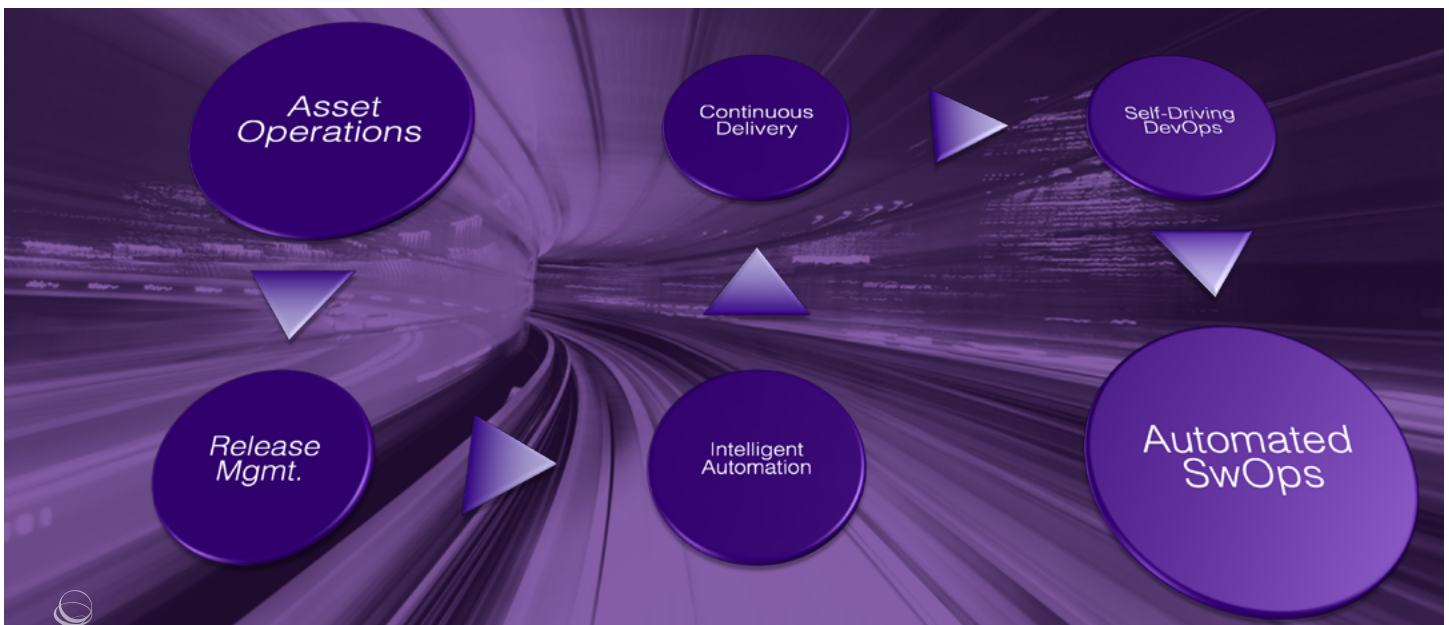 Asset
Operations
Release
Mgmt.
Intelligent
Automation
Continuous
Delivery
Self-Driving
DevOps
Automated
SwOps